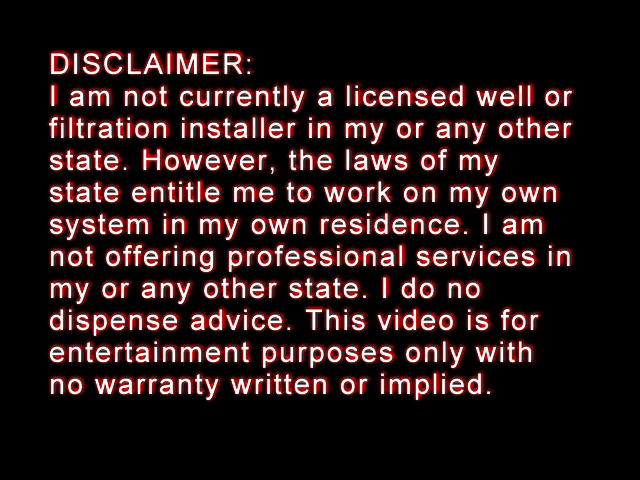 DISCLAIMER:
I am not currently a licensed well or
filtration installer in my or any other
state. However, the laws of my
state entitle me to work on my own
system in my own residence. I am
not offering professional services in
my or any other state. I do no
dispense advice. This video is for
entertainment purposes only with
no warranty written or implied.